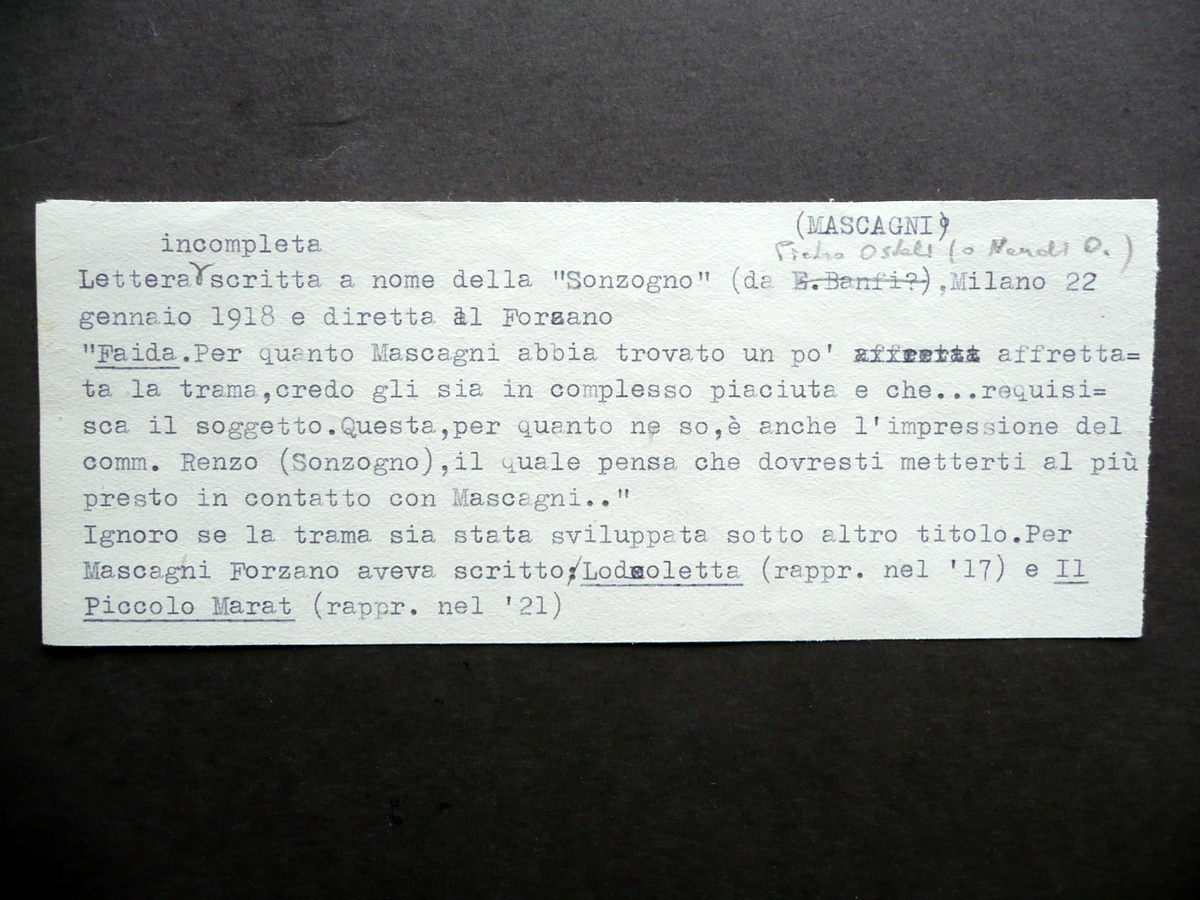 (MASCAGNI)
incompleta
Pietro Ostali (o Nardi O.)
Lettera scritta a nome della "Sonzogno" (da E.Banfi?),Milano 22
gennaio 1918 e diretta al Forzano
"Faida.Per quanto Mascagni abbia trovato un po' affretta affretta=
ta la trama,credo gli sia in complesso piaciuta e che...requisi=
sca il soggetto.Questa,per quanto ne so,è anche l'impressione del
comm. Renzo (Sonzogno),il quale pensa che dovresti metterti al più
presto in contatto con Mascagni.."
Ignoro se la trama sia stata sviluppata sotto altro titolo.Per
Mascagni Forzano aveva scritto;/Lodoletta (rappr. nel '17) e Il
Piccolo Marat (rappr. nel '21)